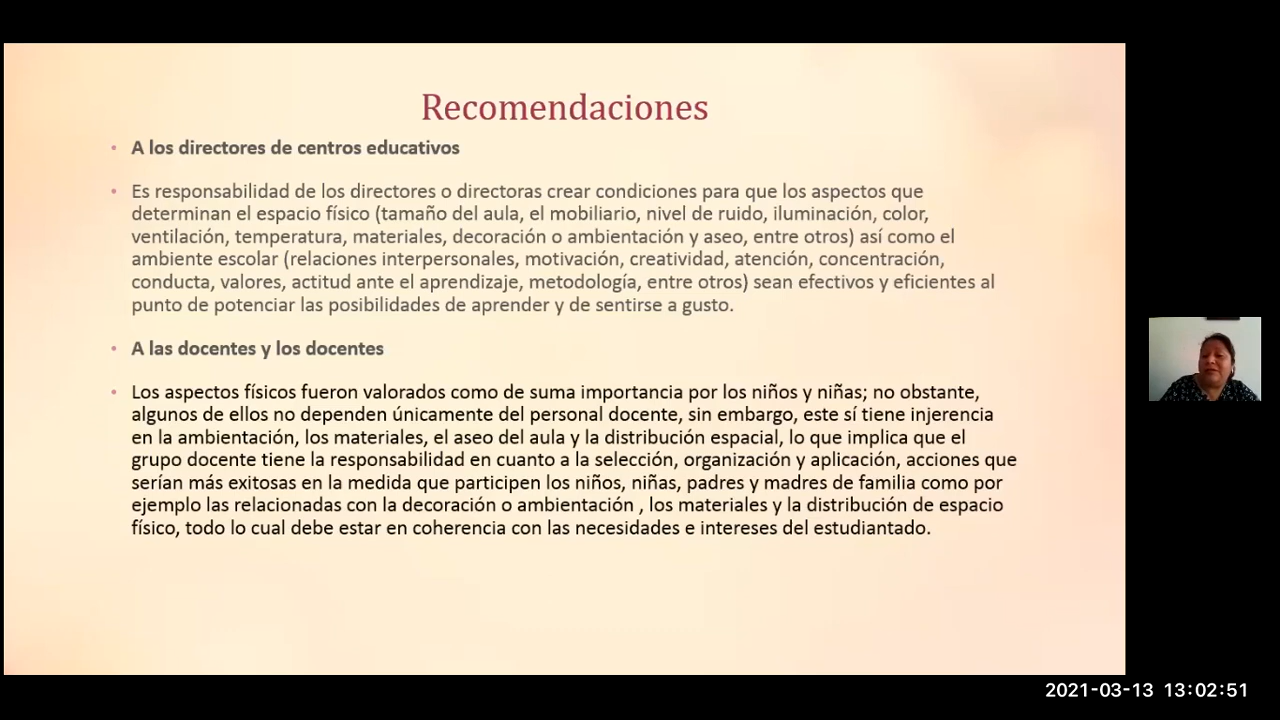 Recomendaciones
• A los directores de centros educativos
• Es responsabilidad de los directores o directoras crear condiciones para que los aspectos que
determinan el espacio físico (tamaño del aula, el mobiliario, nivel de ruido, iluminación, color,
ventilación, temperatura, materiales, decoración o ambientación y aseo, entre otros) así como el
ambiente escolar (relaciones interpersonales, motivación, creatividad, atención, concentración,
conducta, valores, actitud ante el aprendizaje, metodología, entre otros) sean efectivos y eficientes al
punto de potenciar las posibilidades de aprender y de sentirse a gusto.
• A las docentes y los docentes
• Los aspectos físicos fueron valorados como de suma importancia por los niños y niñas; no obstante,
algunos de ellos no dependen únicamente del personal docente, sin embargo, este sí tiene injerencia
en la ambientación, los materiales, el aseo del aula y la distribución espacial, lo que implica que el
grupo docente tiene la responsabilidad en cuanto a la selección, organización y aplicación, acciones que
serían más exitosas en la medida que participen los niños, niñas, padres y madres de familia como por
ejemplo las relacionadas con la decoración o ambientación , los materiales y la distribución de espacio
físico, todo lo cual debe estar en coherencia con las necesidades e intereses del estudiantado.
2021-03-13 13:02:51